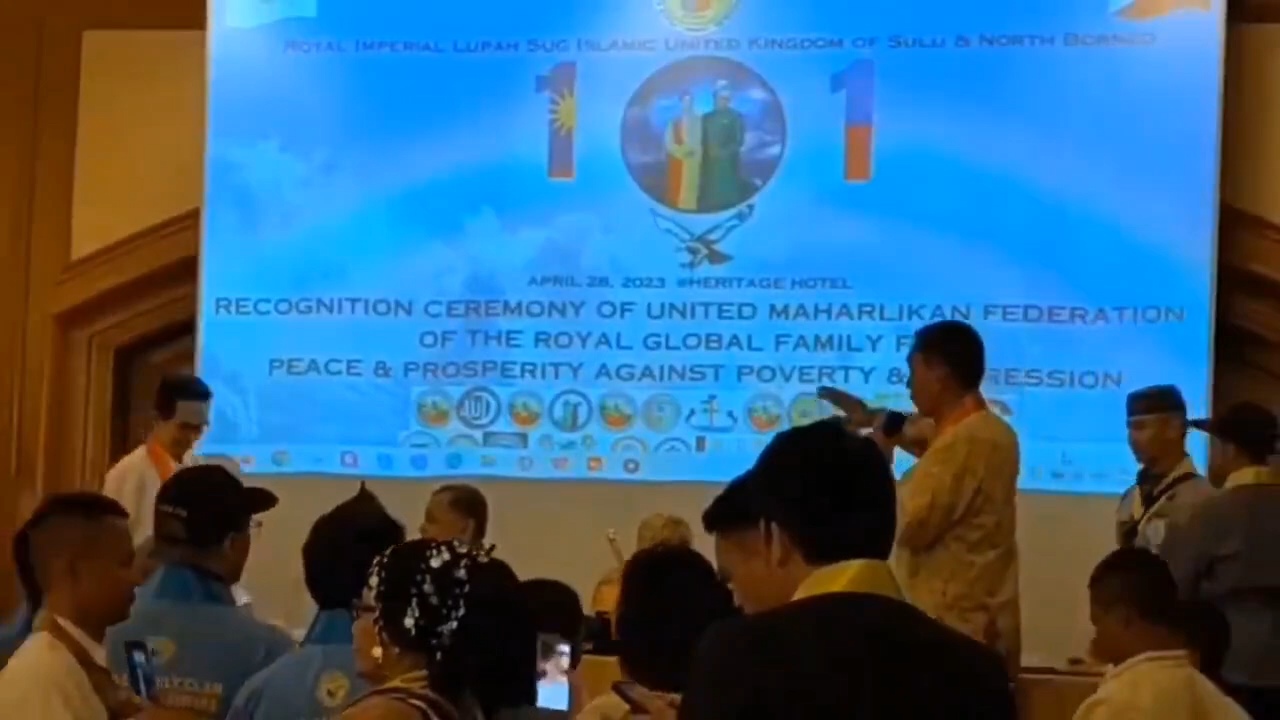 ROYAL IMPERIAL LUPAH SUG ISLAMIC UNITED KINGDOM OF SULU & NORTH BORNEO
1 1
APRIL 28, 2023 @HERITAGE HOTEL
RECOGNITION CEREMONY OF UNITED MAHARLIKAN FEDERATION
OF THE ROYAL GLOBAL FAMILY F
PEACE & PROSPERITY AGAINST POVERTY & RESSION